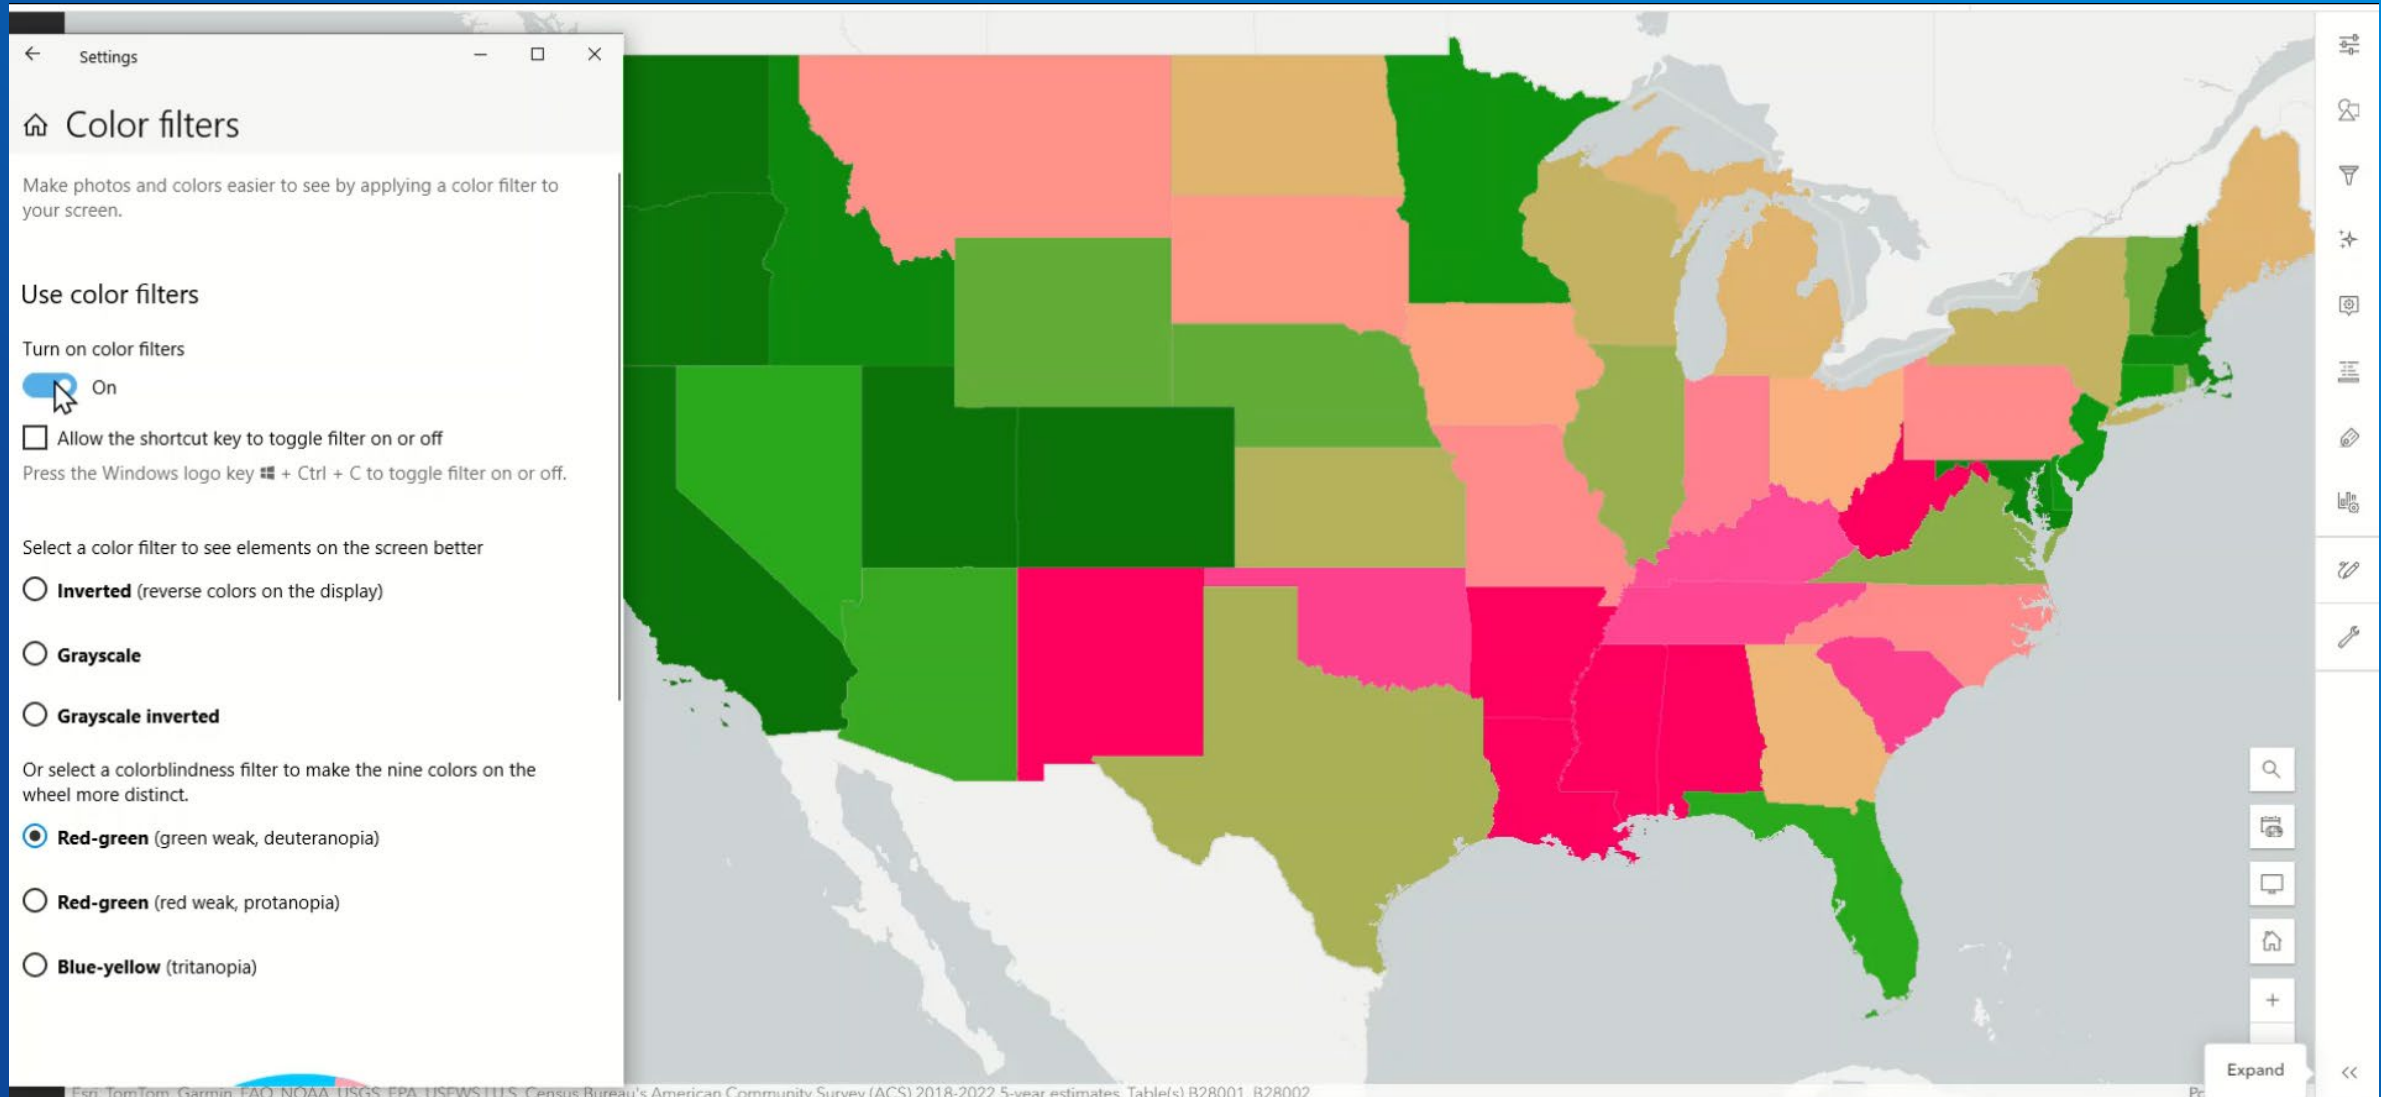 Settings
Color filters
Make photos and colors easier to see by applying a color filter to
your screen.
Use color filters
Turn on color filters
On
Allow the shortcut key to toggle filter on or off
Press the Windows logo key + Ctrl + C to toggle filter on or off.
Select a color filter to see elements on the screen better
Inverted (reverse colors on the display)
Grayscale
Grayscale inverted
Or select a colorblindness filter to make the nine colors on the
wheel more distinct.
Red-green (green weak, deuteranopia)
Red-green (red weak, protanopia)
Blue-yellow (tritanopia)
Expand
Esri, TomTom, Garmin, FAO, NOAA, USGS, EPA, USFWS | U.S. Census Bureau's American Community Survey (ACS) 2018-2022 5-year estimates, Table(s) B28001, B28002